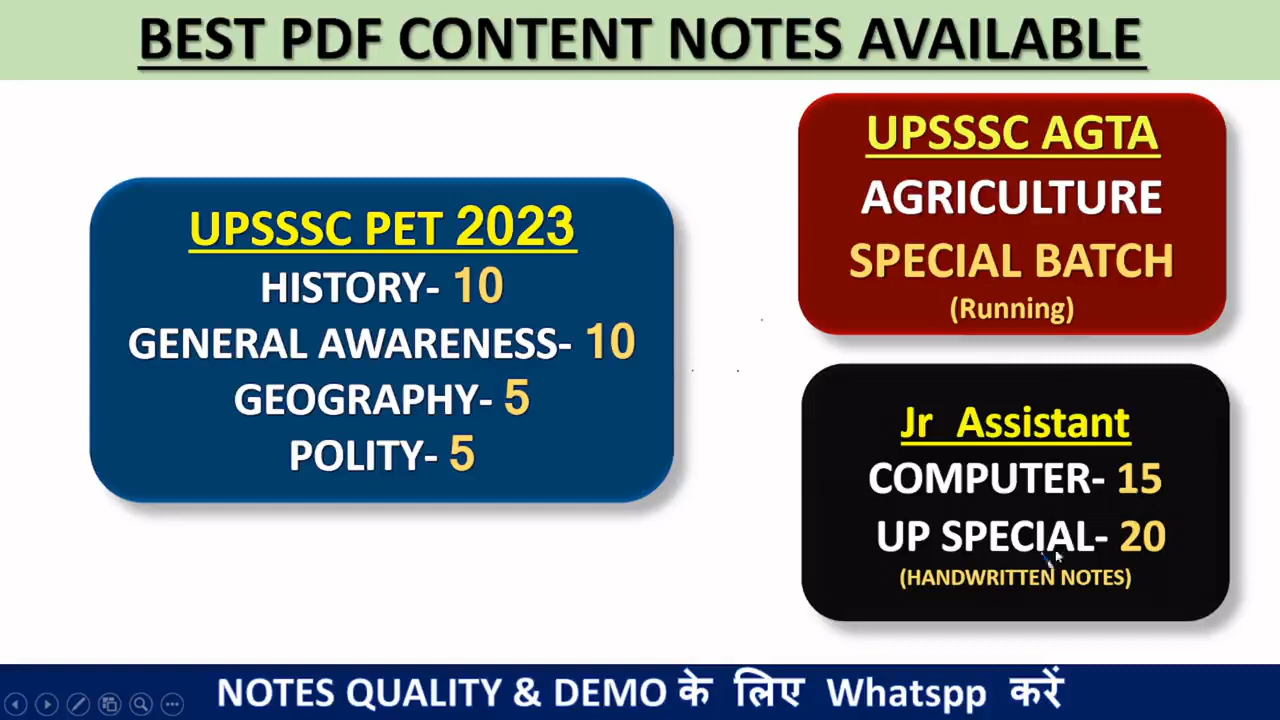 BEST PDF CONTENT NOTES AVAILABLE
UPSSSC PET 2023
HISTORY- 10
GENERAL AWARENESS- 10
GEOGRAPHY- 5
POLITY- 5
UPSSSC AGTA
AGRICULTURE
SPECIAL BATCH
(Running)
Jr Assistant
COMPUTER- 15
UP SPECIAL- 20
(HANDWRITTEN NOTES)
NOTES QUALITY & DEMO के लिए Whatspp करें